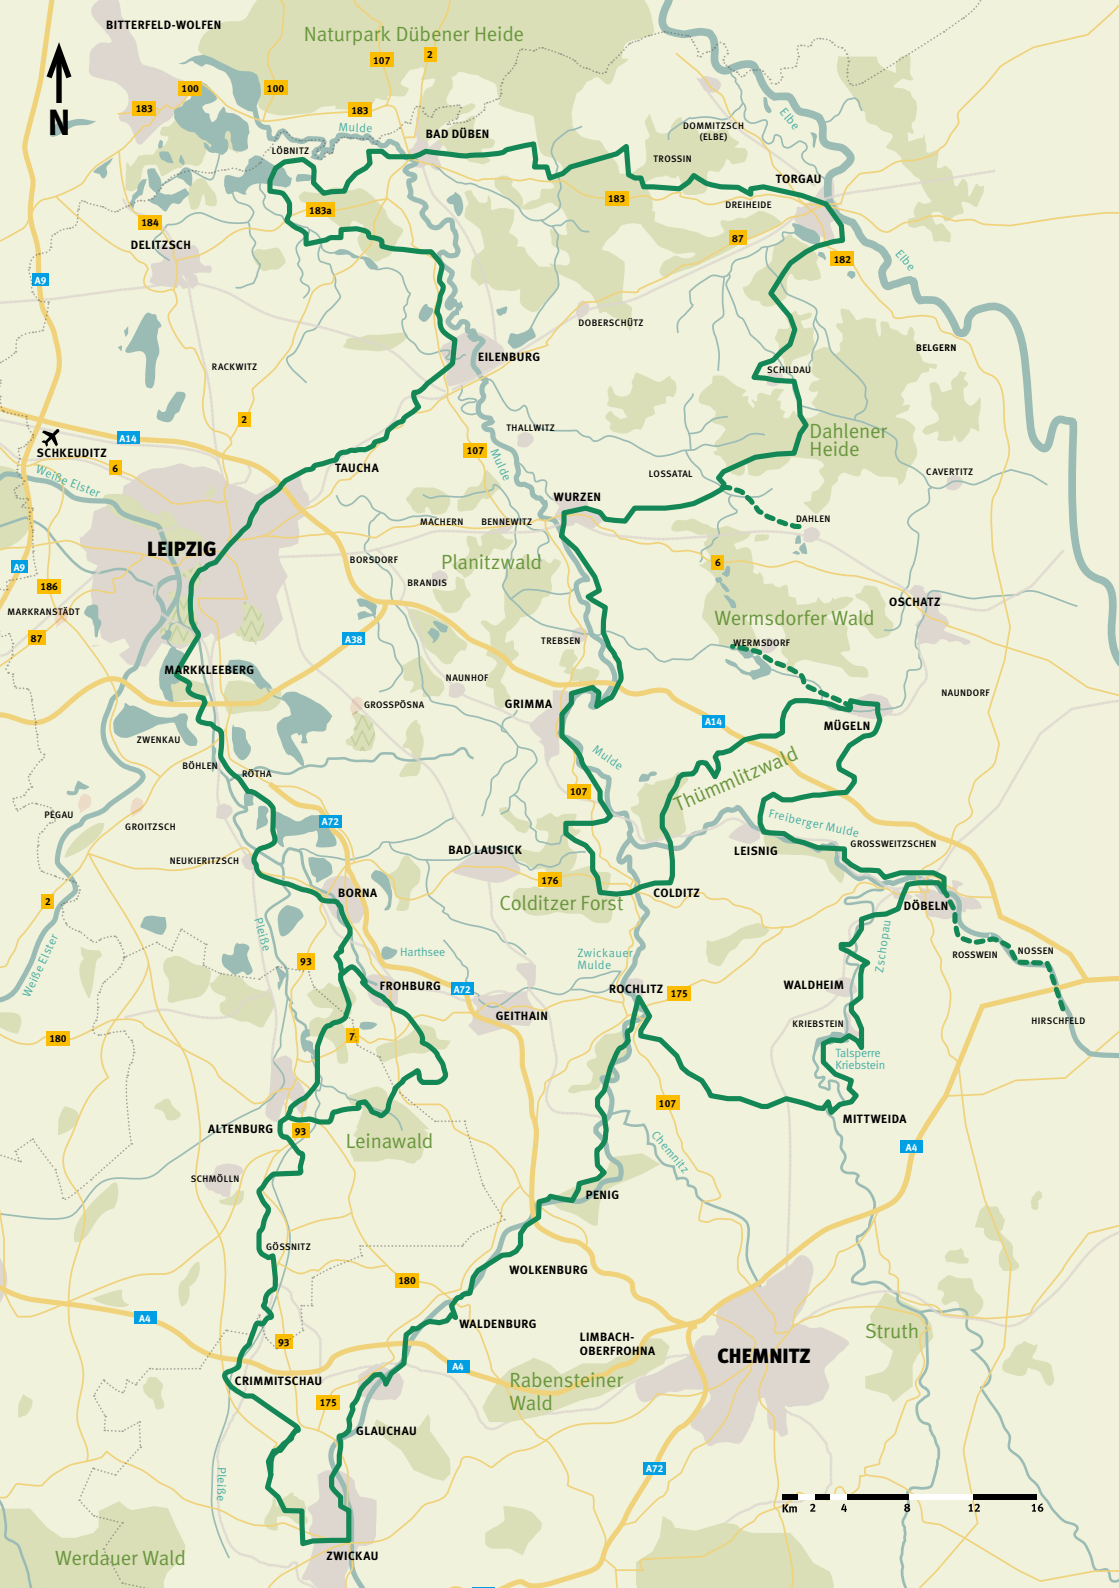 BITTERFELD-WOLFEN
Naturpark Dübener Heide
2
107
100
100
183
183
N
Mulde
BAD DÜBEN
Elbe
DOMMITZSCH
(ELBE)
LÖBNITZ
TROSSIN
TORGAU
183
183a
DREIHEIDE
184
DELITZSCH
87
182
Elbe
A9
DOBERSCHÜTZ
EILENBURG
BELGERN
RACKWITZ
SCHILDAU
2
THALLWITZ
Dahlener
Heide
A14
SCHKEUDITZ
107
Mulde
6
TAUCHA
LOSSATAL
CAVERTITZ
Weiße Elster
WURZEN
MACHERN
BENNEWITZ
DAHLEN
LEIPZIG
BORSDORF
Planitzwald
6
A9
186
BRANDIS
OSCHATZ
MARKRANSTÄDT
Wermsdorfer Wald
87
A38
TREBSEN
WERMSDORF
MARKKLEEBERG
NAUNHOF
NAUNDORF
GROSSPÖSNA
GRIMMA
A14
MÜGELN
ZWENKAU
Mulde
BÖHLEN
RÖTHA
Thümmlitzwald
107
PEGAU
GROITZSCH
A72
Freiberger Mulde
BAD LAUSICK
LEISNIG
GROSSWEITZSCHEN
NEUKIERITZSCH
176
BORNA
COLDITZ
2
Colditzer Forst
DÖBELN
Pleiße
Zschopau
Harthsee
Zwickauer
Mulde
ROSSWEIN
NOSSEN
93
Weiße Elster
FROHBURG
A72
ROCHLITZ
175
WALDHEIM
GEITHAIN
KRIEBSTEIN
HIRSCHFELD
180
7
Talsperre
Kriebstein
107
MITTWEIDA
ALTENBURG
93
Leinawald
Chemnitz
A4
SCHMÖLLN
PENIG
GÖSSNITZ
WOLKENBURG
180
A4
WALDENBURG
93
LIMBACH-
OBERFROHNA
Struth
CHEMNITZ
A4
CRIMMITSCHAU
Rabensteiner
Wald
175
GLAUCHAU
A72
Pleiße
Km 2 4 8 12 16
Werdauer Wald
ZWICKAU